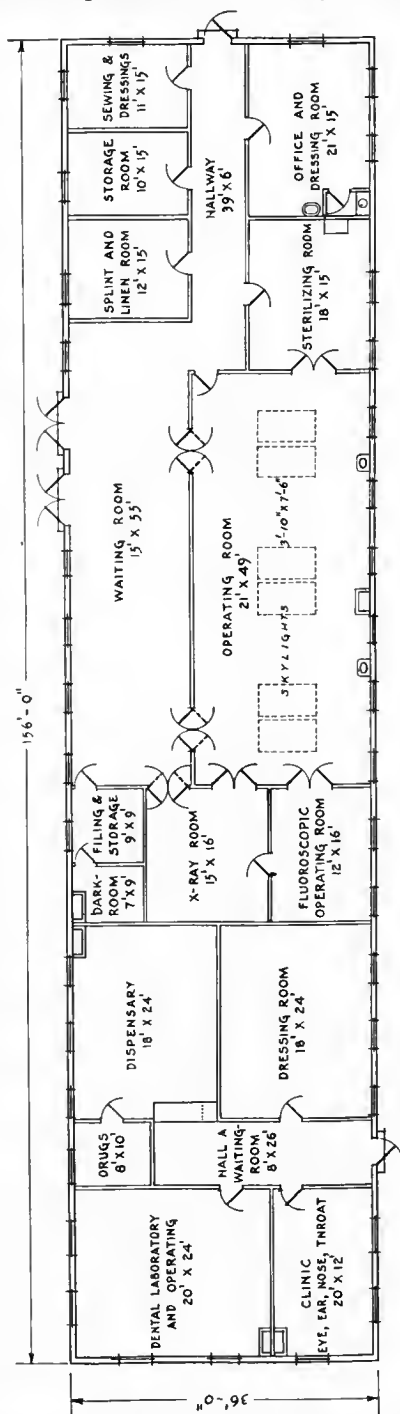 156'-0"
36'-0"
SEWING &
DRESSINGS
11' X 15'
STORAGE
ROOM
10' X 15'
SPLINT AND
LINEN ROOM
12' X 15'
HALLWAY
39' X 6'
OFFICE AND
DRESSING ROOM
21' X 15'
STERILIZING ROOM
18' X 15'
WAITING ROOM
15' X 55'
OPERATING ROOM
21' X 49'
SKYLIGHTS 3'-10" X 7'-6"
FILING &
STORAGE
9' X 9'
DARK-
ROOM
7' X 9'
X-RAY ROOM
15' X 16'
FLUOROSCOPIC
OPERATING ROOM
12' X 16'
DISPENSARY
18' X 24'
DRESSING ROOM
18' X 24'
DRUGS
8' X 10'
HALL A
WAITING-
ROOM
8' X 26'
DENTAL LABORATORY
AND OPERATING
20' X 24'
CLINIC
EYE, EAR, NOSE, THROAT
20' X 12'